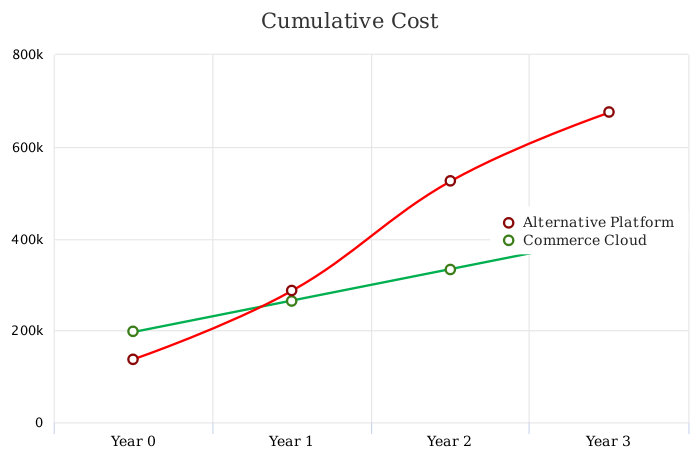 Cumulative Cost
800k
600k
400k
200k
0
Alternative Platform
Commerce Cloud
Year 0
Year 1
Year 2
Year 3